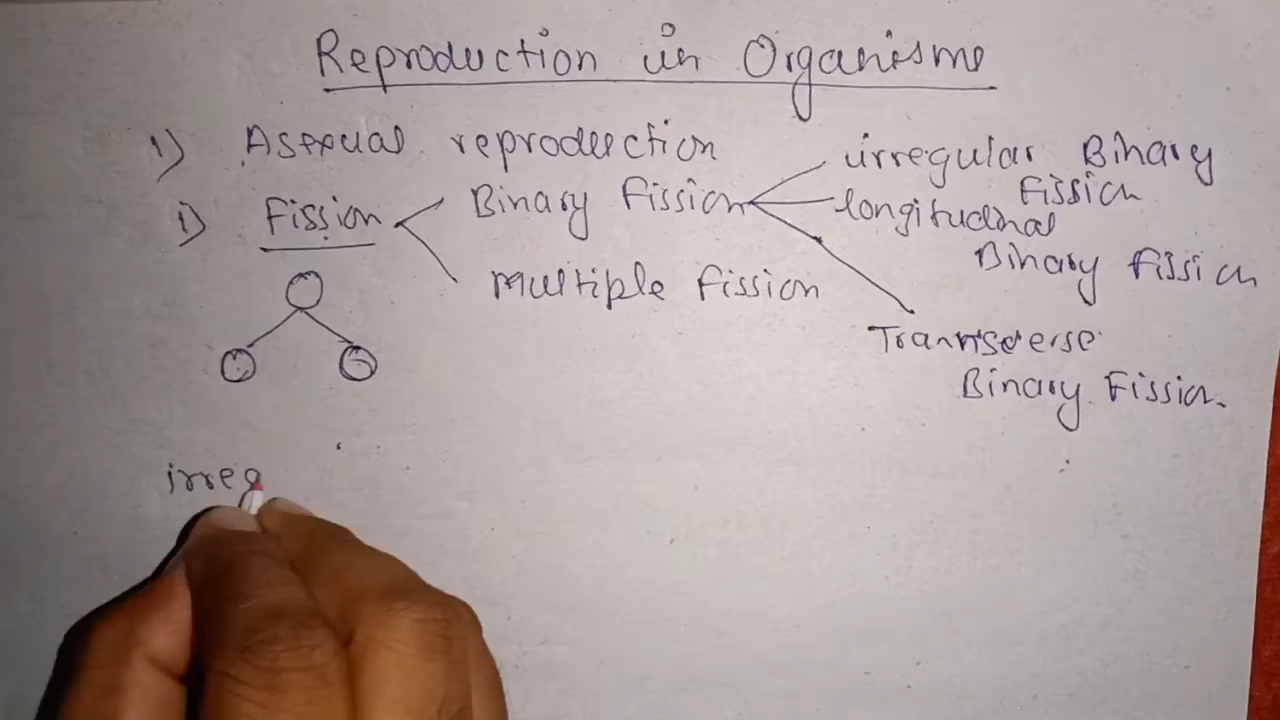 Reproduction in Organisms
1) Asexual reproduction
1) Fission
Binary Fission
Multiple Fission
irregular Binary
Fission
longitudinal
Binary Fission
Transverse
Binary Fission.
irreg